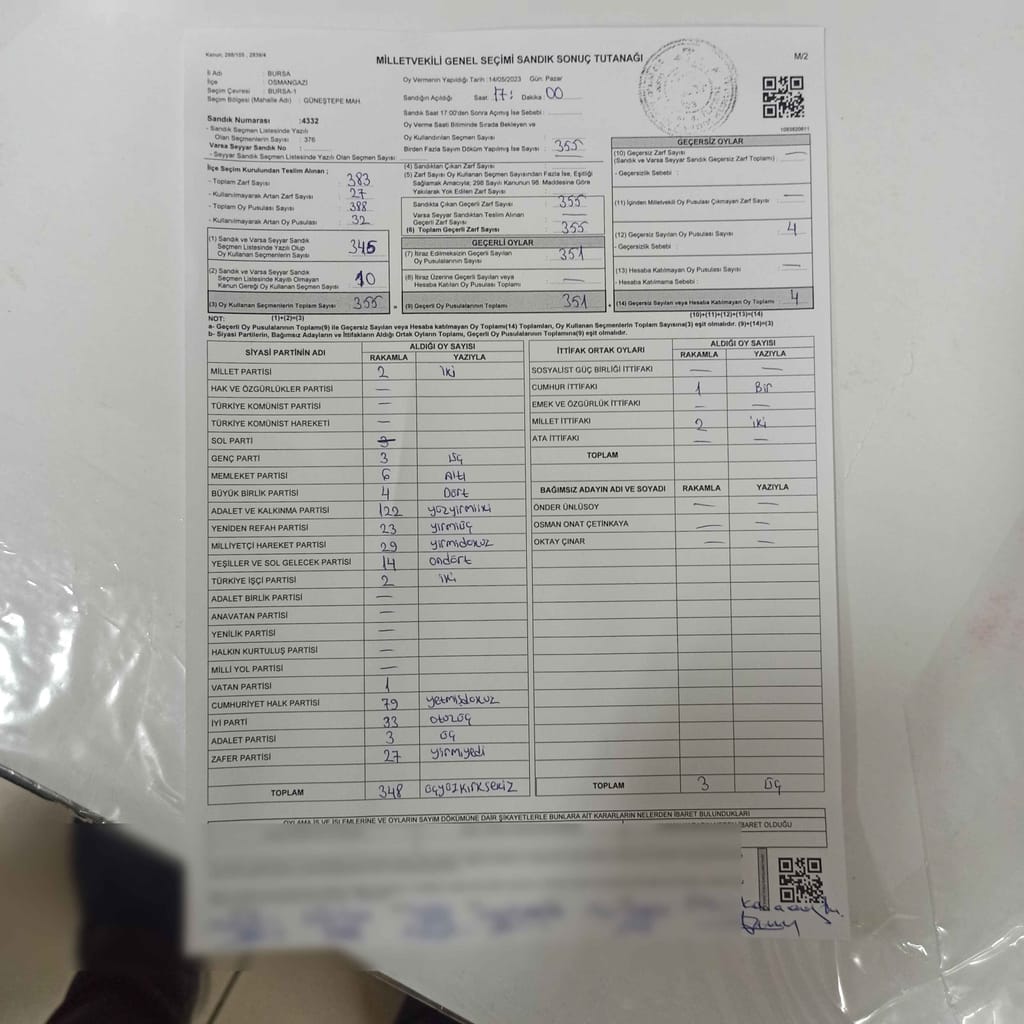 Kanun, 298/105 , 2839/4
MİLLETVEKİLİ GENEL SEÇİMİ SANDIK SONUÇ TUTANAĞI
M/2
İl Adı : BURSA
İlçe : OSMANGAZİ
Seçim Çevresi : BURSA-1
Seçim Bölgesi (Mahalle Adı) : GÜNEŞTEPE MAH.
Sandık Numarası :4332
- Sandık Seçmen Listesinde Yazılı
Olan Seçmenlerin Sayısı : 376
Varsa Seyyar Sandık No :
- Seyyar Sandık Seçmen Listesinde Yazılı Olan Seçmen Sayısı:
Oy Vermenin Yapıldığı Tarih : 14/05/2023 Gün: Pazar
Sandığın Açıldığı Saat: 17: Dakika: 00
Sandık Saat 17:00'den Sonra Açımış İse Sebebi :
Oy Verme Saati Bitiminde Sırada Bekleyen ve
Oy Kullandırılan Seçmen Sayısı :
Birden Fazla Sayım Döküm Yapılmış İse Sayısı : 355
1083820811
İlçe Seçim Kurulundan Teslim Alınan ;
- Toplam Zarf Sayısı : 383
- Kullanılmayarak Artan Zarf Sayısı : 27
- Toplam Oy Pusulası Sayısı : 388
- Kullanılmayarak Artan Oy Pusulası : 32
(1) Sandık ve Varsa Seyyar Sandık
Seçmen Listesinde Yazılı Olup
Oy Kullanan Seçmenlerin Sayısı : 345
(2) Sandık ve Varsa Seyyar Sandık
Seçmen Listesinde Kaydı Olmayan
Kanun Gereği Oy Kullanan Seçmen Sayısı : 10
(3) Oy Kullanan Seçmenlerin Toplam Sayısı : 355
(4) Sandıktan Çıkan Zarf Sayısı :
(5) Zarf Sayısı Oy Kullanan Seçmen Sayısından Fazla İse, Eşitliği
Sağlamak Amacıyla; 298 Sayılı Kanunun 98. Maddesine Göre
Yakılarak Yok Edilen Zarf Sayısı :
Sandıkta Çıkan Geçerli Zarf Sayısı : 355
Varsa Seyyar Sandıktan Teslim Alınan
Geçerli Zarf Sayısı : —
(6) Toplam Geçerli Zarf Sayısı : 355
GEÇERLİ OYLAR
(7) İtiraz Edilmeksizin Geçerli Sayılan
Oy Pusulalarının Sayısı : 351
(8) İtiraz Üzerine Geçerli Sayılan veya
Hesaba Katılan Oy Pusulası Toplamı : —
= (9) Geçerli Oy Pusulalarının Toplamı : 351
GEÇERSİZ OYLAR
(10) Geçersiz Zarf Sayısı : —
(Sandık ve Varsa Seyyar Sandık Geçersiz Zarf Toplamı)
- Geçersizlik Sebebi :
(11) İçinden Milletvekili Oy Pusulası Çıkmayan Zarf Sayısı : —
(12) Geçersiz Sayılan Oy Pusulası Sayısı : 4
- Geçersizlik Sebebi :
(13) Hesaba Katılmayan Oy Pusulası Sayısı : —
- Hesaba Katılmama Sebebi :
+ (14) Geçersiz Sayılan veya Hesaba Katılmayan Oy Toplamı : 4
NOT: (1)+(2)=(3) (10)+(11)+(12)+(13)=(14)
a- Geçerli Oy Pusulalarının Toplamı(9) ile Geçersiz Sayılan veya Hesaba katılmayan Oy Toplamı(14) Toplamları, Oy Kullanan Seçmenlerin Toplam Sayısına(3) eşit olmalıdır. (9)+(14)=(3)
b- Siyasi Partilerin, Bağımsız Adayların ve İttifakların Aldığı Ortak Oyların Toplamı, Geçerli Oy Pusulalarının Toplamına(9) eşit olmalıdır.
SİYASİ PARTİNİN ADI ALDIĞI OY SAYISI
RAKAMLA YAZIYLA
MİLLET PARTİSİ 2 iki
HAK VE ÖZGÜRLÜKLER PARTİSİ —
TÜRKİYE KOMÜNİST PARTİSİ —
TÜRKİYE KOMÜNİST HAREKETİ —
SOL PARTİ
GENÇ PARTİ 3
MEMLEKET PARTİSİ 6 Altı
BÜYÜK BİRLİK PARTİSİ 4 Dört
ADALET VE KALKINMA PARTİSİ 122 yüzyirmiiki
YENİDEN REFAH PARTİSİ 23 yirmiüç
MİLLİYETÇİ HAREKET PARTİSİ 29 yirmidokuz
YEŞİLLER VE SOL GELECEK PARTİSİ 14 ondört
TÜRKİYE İŞÇİ PARTİSİ 2 iki
ADALET BİRLİK PARTİSİ —
ANAVATAN PARTİSİ —
YENİLİK PARTİSİ —
HALKIN KURTULUŞ PARTİSİ —
MİLLİ YOL PARTİSİ —
VATAN PARTİSİ 1
CUMHURİYET HALK PARTİSİ 79 yetmişdokuz
İYİ PARTİ 33 otuzüç
ADALET PARTİSİ 3 üç
ZAFER PARTİSİ 27 yirmiyedi
TOPLAM 348 üçyüzkırksekiz
İTTİFAK ORTAK OYLARI ALDIĞI OY SAYISI
RAKAMLA YAZIYLA
SOSYALİST GÜÇ BİRLİĞİ İTTİFAKI — —
CUMHUR İTTİFAKI 1 Bir
EMEK VE ÖZGÜRLÜK İTTİFAKI — —
MİLLET İTTİFAKI 2 iki
ATA İTTİFAKI — —
TOPLAM
BAĞIMSIZ ADAYIN ADI VE SOYADI RAKAMLA YAZIYLA
ÖNDER ÜNLÜSOY — —
OSMAN ONAT ÇETİNKAYA — —
OKTAY ÇINAR — —
TOPLAM 3 üç
OYLAMA İŞ VE İŞLEMLERİNE VE OYLARIN SAYIM DÖKÜMÜNE DAİR ŞİKAYETLERLE BUNLARA AİT KARARLARIN NELERDEN İBARET BULUNDUKLARI
İBARET OLDUĞU